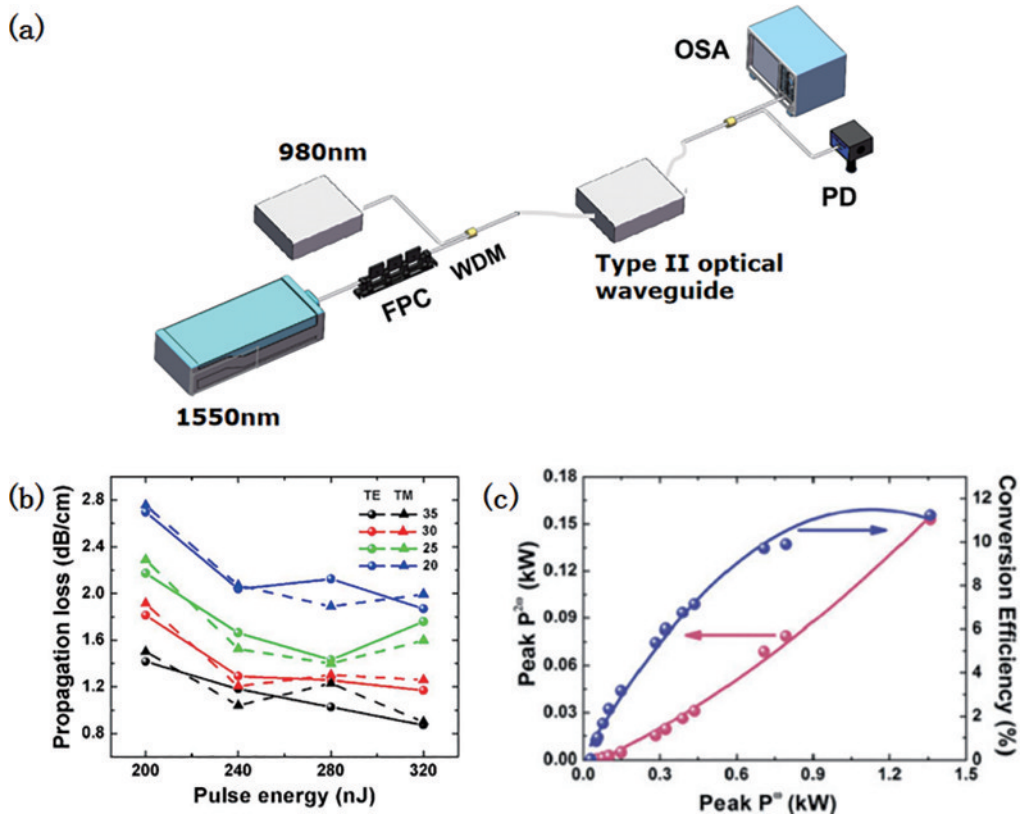 (a)
OSA
980nm
PD
WDM
FPC
Type II optical
waveguide
1550nm
(b)
Propagation loss (dB/cm)
2.8
2.4
2.0
1.6
1.2
0.8
TE TM
35
30
25
20
200 240 280 320
Pulse energy (nJ)
(c)
Peak P²ω (kW)
0.18
0.15
0.12
0.09
0.06
0.03
0.00
12
10
8
6
4
2
0
Conversion Efficiency (%)
0.0 0.3 0.6 0.9 1.2 1.5
Peak Pω (kW)